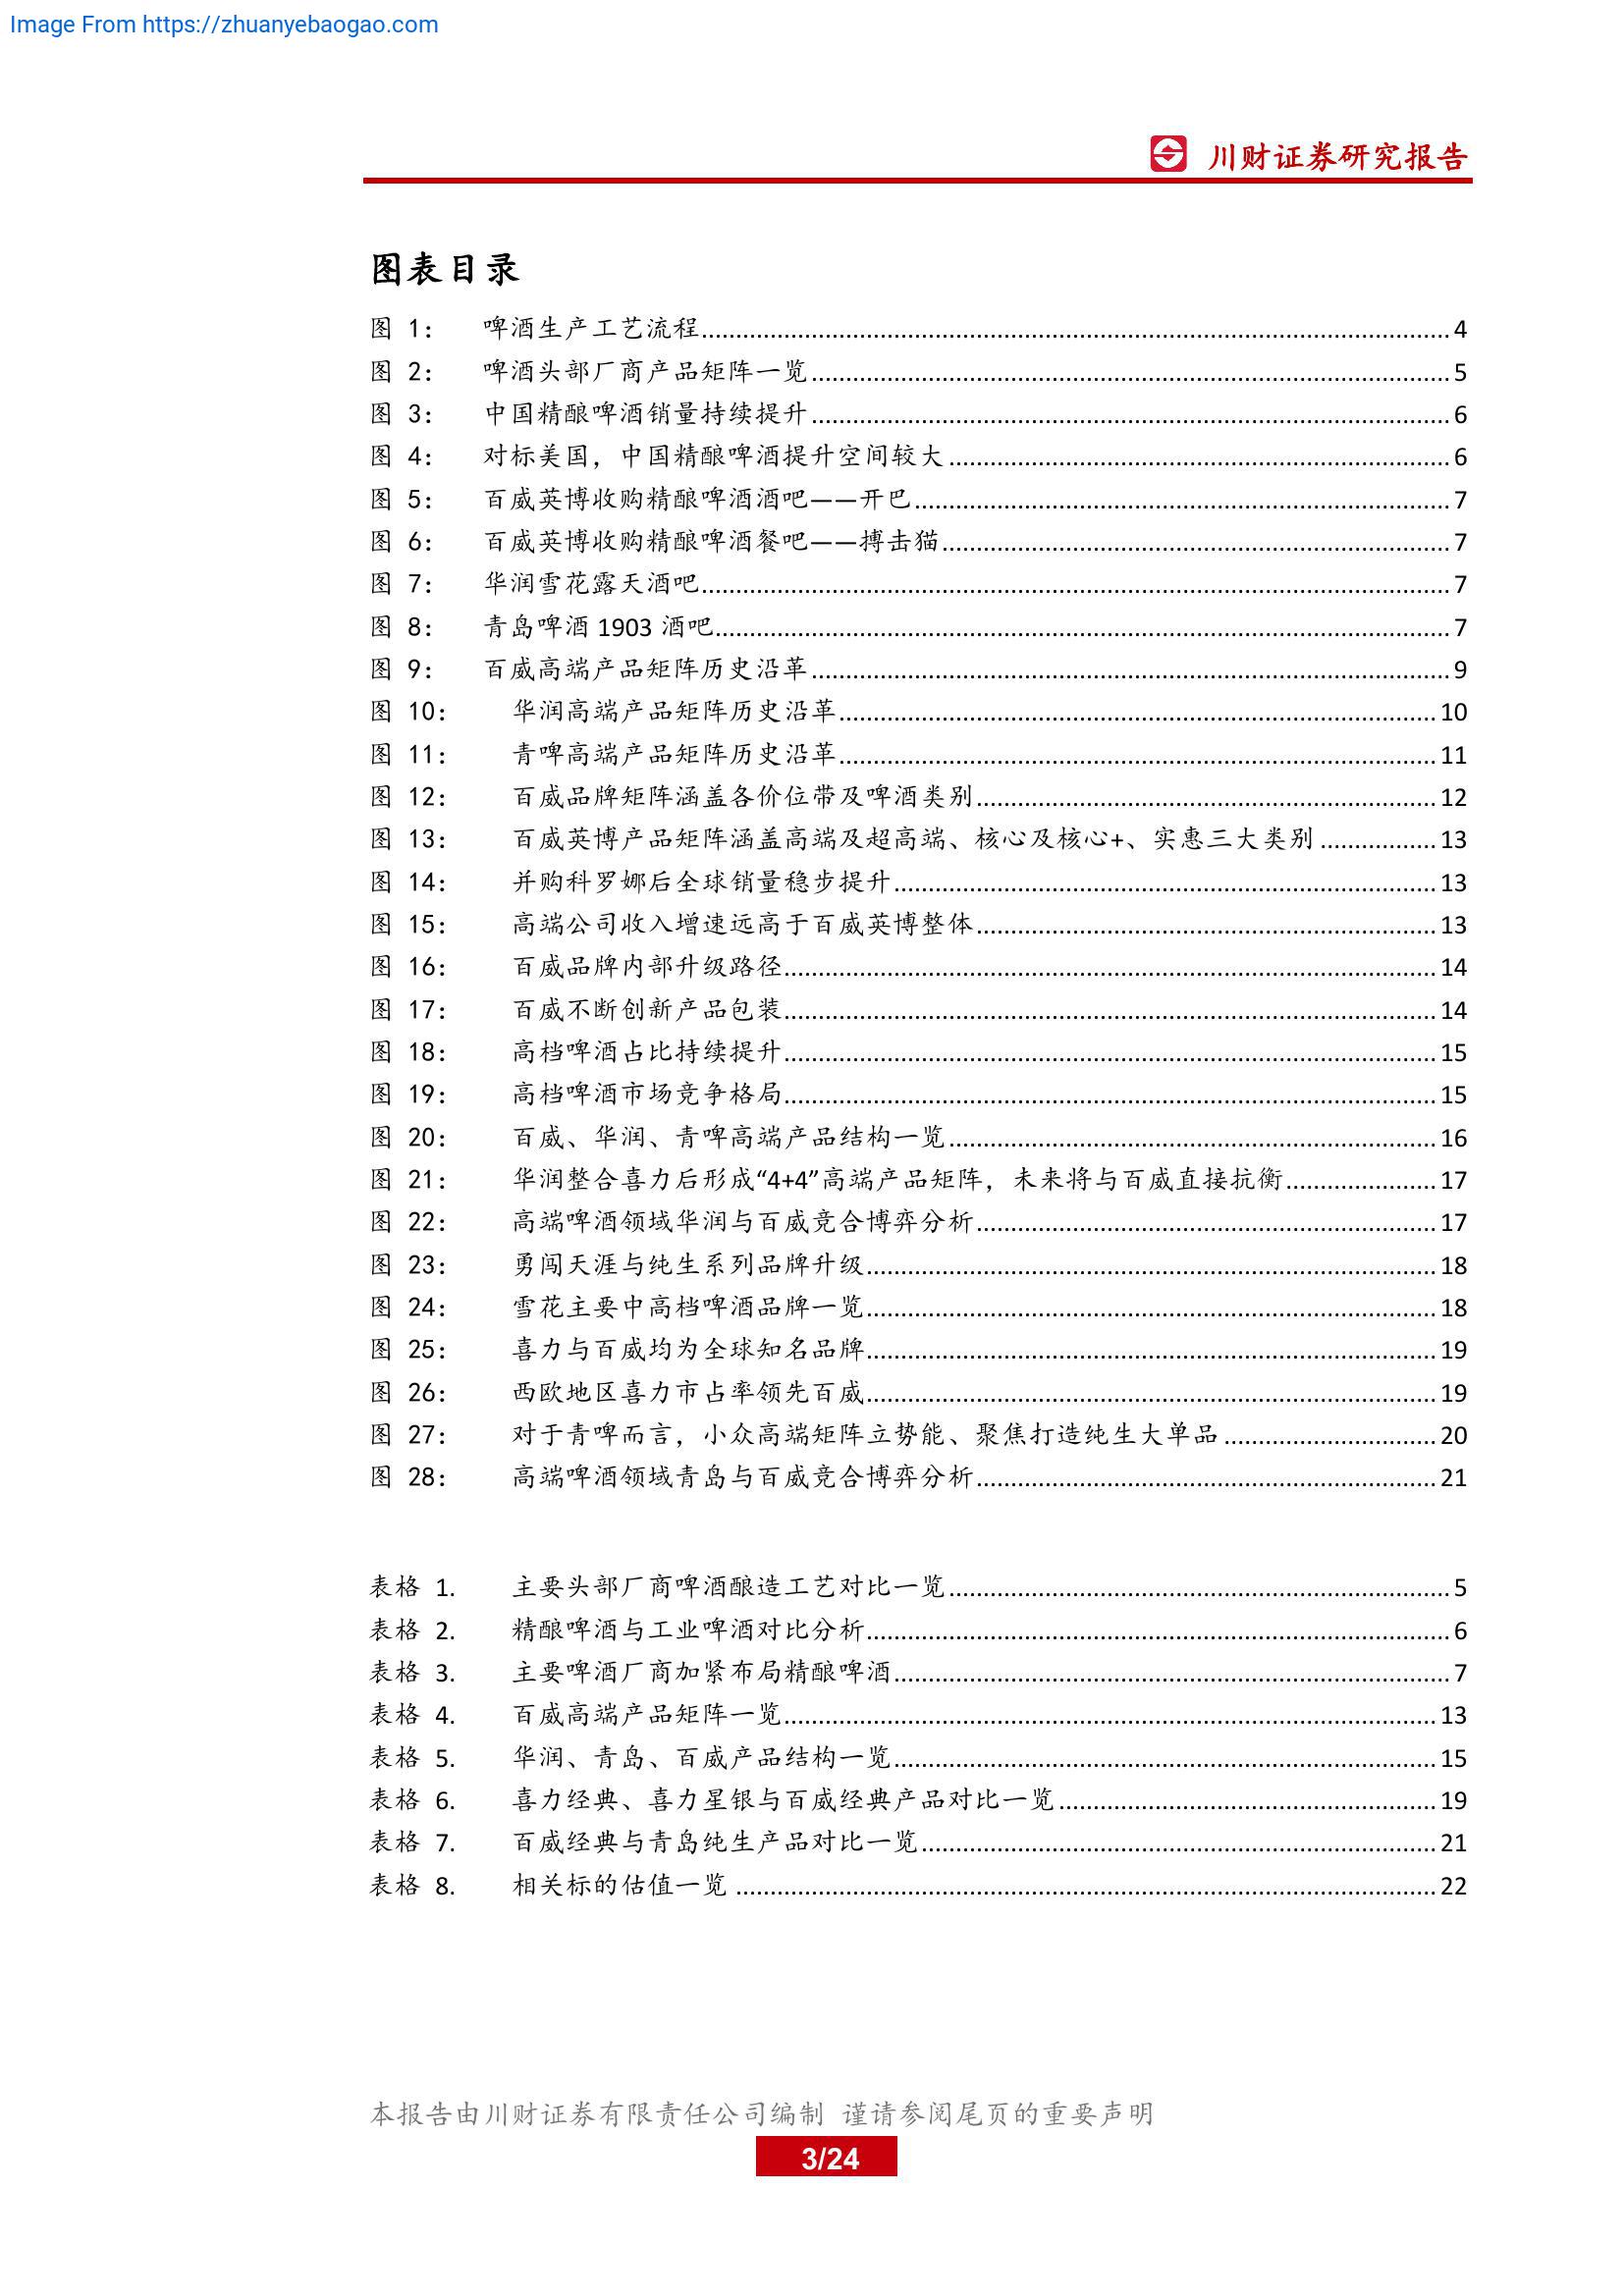 Image From https://zhuanyebaogao.com
川财证券研究报告
图表目录
图 1： 啤酒生产工艺流程 4
图 2： 啤酒头部厂商产品矩阵一览 5
图 3： 中国精酿啤酒销量持续提升 6
图 4： 对标美国，中国精酿啤酒提升空间较大 6
图 5： 百威英博收购精酿啤酒酒吧——开巴 7
图 6： 百威英博收购精酿啤酒餐吧——搏击猫 7
图 7： 华润雪花露天酒吧 7
图 8： 青岛啤酒 1903 酒吧 7
图 9： 百威高端产品矩阵历史沿革 9
图 10： 华润高端产品矩阵历史沿革 10
图 11： 青啤高端产品矩阵历史沿革 11
图 12： 百威品牌矩阵涵盖各价位带及啤酒类别 12
图 13： 百威英博产品矩阵涵盖高端及超高端、核心及核心+、实惠三大类别 13
图 14： 并购科罗娜后全球销量稳步提升 13
图 15： 高端公司收入增速远高于百威英博整体 13
图 16： 百威品牌内部升级路径 14
图 17： 百威不断创新产品包装 14
图 18： 高档啤酒占比持续提升 15
图 19： 高档啤酒市场竞争格局 15
图 20： 百威、华润、青啤高端产品结构一览 16
图 21： 华润整合喜力后形成“4+4”高端产品矩阵，未来将与百威直接抗衡 17
图 22： 高端啤酒领域华润与百威竞合博弈分析 17
图 23： 勇闯天涯与纯生系列品牌升级 18
图 24： 雪花主要中高档啤酒品牌一览 18
图 25： 喜力与百威均为全球知名品牌 19
图 26： 西欧地区喜力市占率领先百威 19
图 27： 对于青啤而言，小众高端矩阵立势能、聚焦打造纯生大单品 20
图 28： 高端啤酒领域青岛与百威竞合博弈分析 21
表格 1. 主要头部厂商啤酒酿造工艺对比一览 5
表格 2. 精酿啤酒与工业啤酒对比分析 6
表格 3. 主要啤酒厂商加紧布局精酿啤酒 7
表格 4. 百威高端产品矩阵一览 13
表格 5. 华润、青岛、百威产品结构一览 15
表格 6. 喜力经典、喜力星银与百威经典产品对比一览 19
表格 7. 百威经典与青岛纯生产品对比一览 21
表格 8. 相关标的估值一览 22
本报告由川财证券有限责任公司编制 谨请参阅尾页的重要声明
3/24